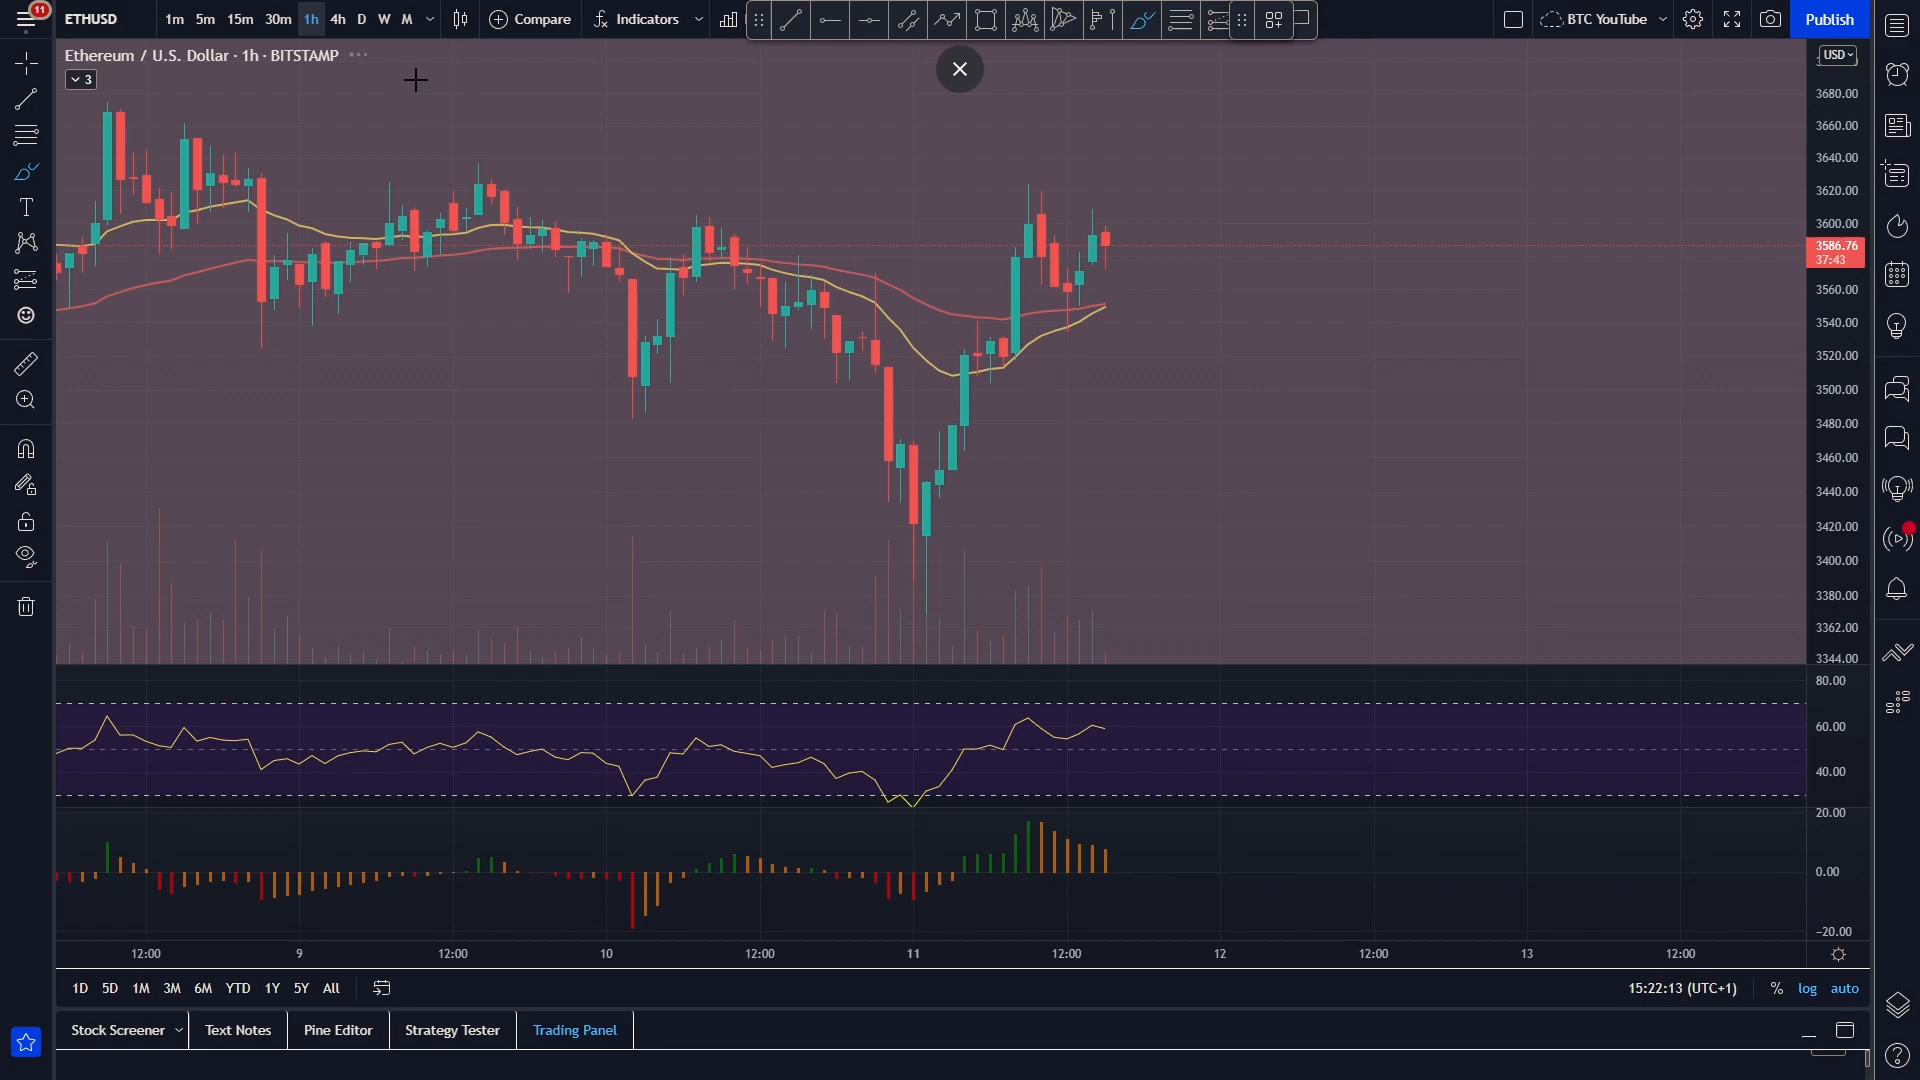 11
ETHUSD
1m 5m 15m 30m 1h 4h D W M
Compare
Indicators
BTC YouTube
Publish
Ethereum / U.S. Dollar · 1h · BITSTAMP
3
USD
3680.00
3660.00
3640.00
3620.00
3600.00
3586.76
37:43
3560.00
3540.00
3520.00
3500.00
3480.00
3460.00
3440.00
3420.00
3400.00
3380.00
3362.00
3344.00
80.00
60.00
40.00
20.00
0.00
−20.00
12:00 9 12:00 10 12:00 11 12:00 12 12:00 13 12:00
1D 5D 1M 3M 6M YTD 1Y 5Y All
15:22:13 (UTC+1) % log auto
Stock Screener Text Notes Pine Editor Strategy Tester Trading Panel